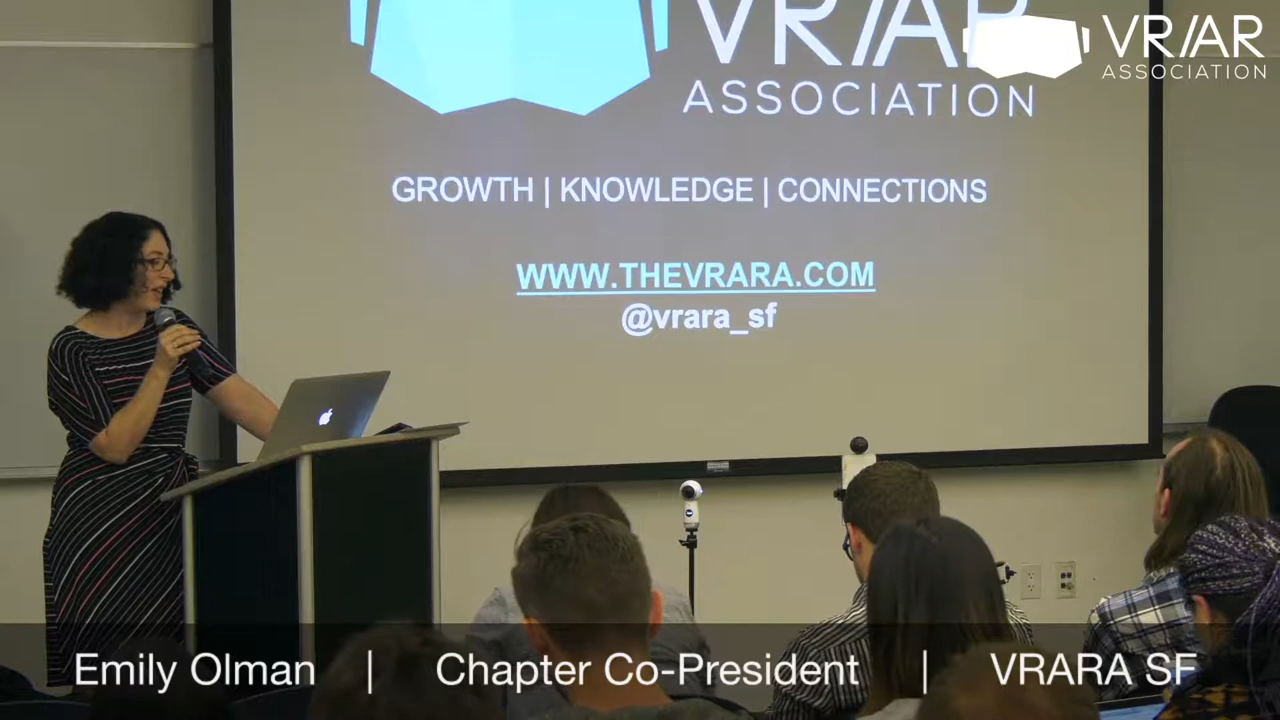 VR/AR
ASSOCIATION
VR/AR
ASSOCIATION
GROWTH | KNOWLEDGE | CONNECTIONS
WWW.THEVRARA.COM
@vrara_sf
Emily Olman | Chapter Co-President | VRARA SF